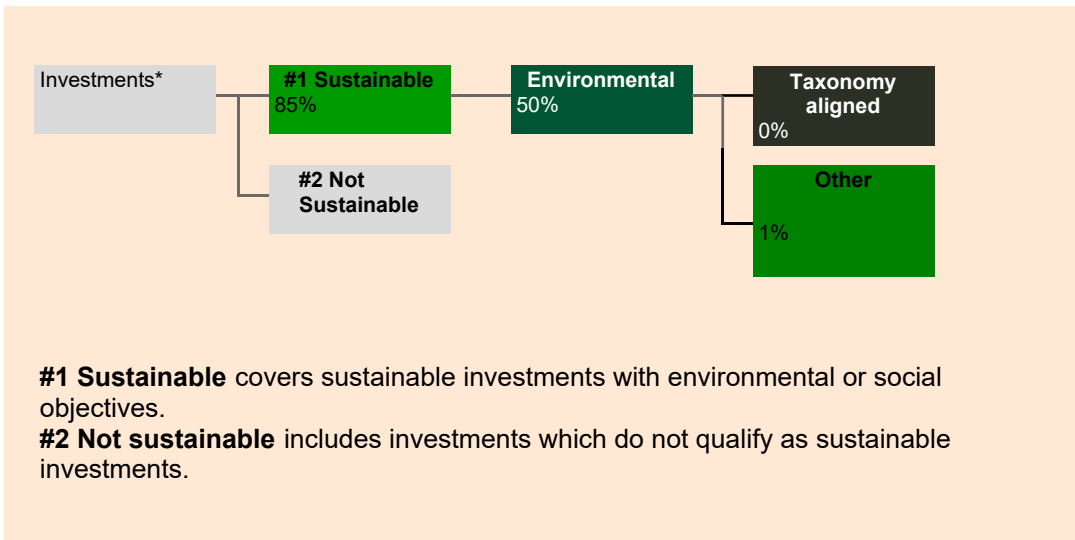 Investments*
#1 Sustainable
85%
Environmental
50%
Taxonomy
aligned
0%
#2 Not
Sustainable
Other
1%
#1 Sustainable covers sustainable investments with environmental or social
objectives.
#2 Not sustainable includes investments which do not qualify as sustainable
investments.